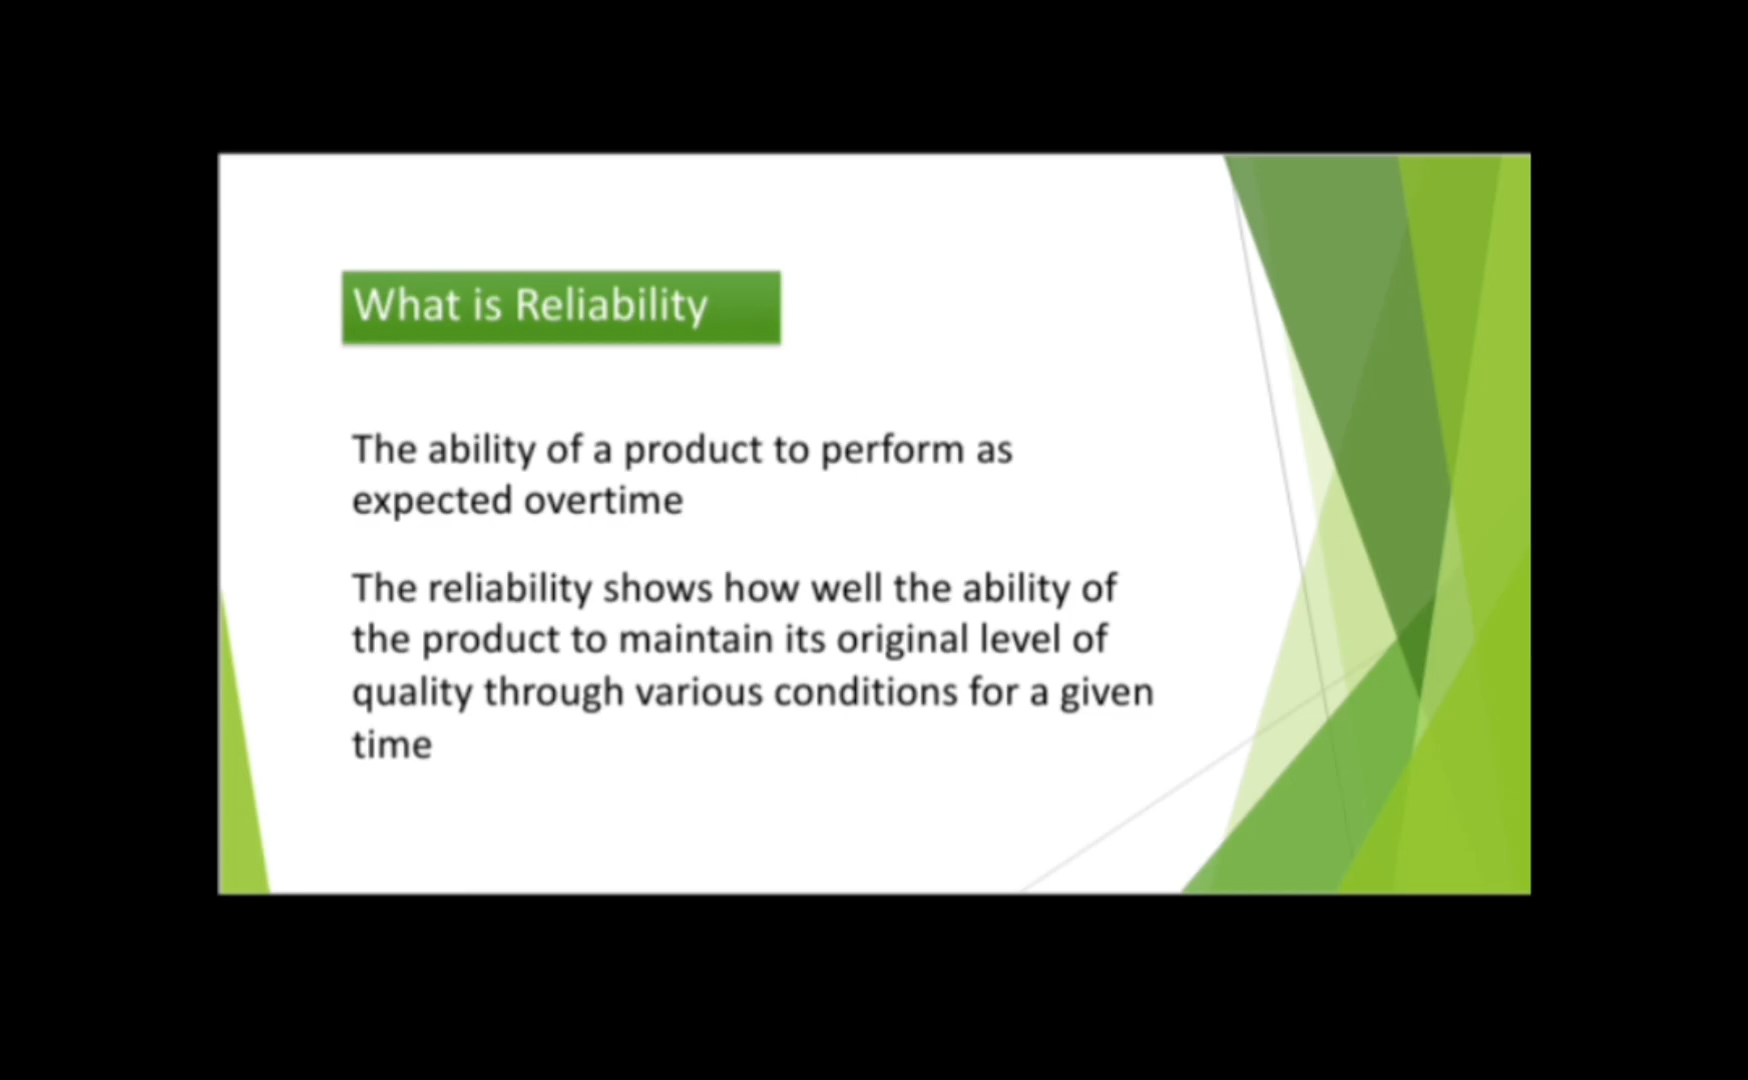 What is Reliability
The ability of a product to perform as
expected overtime
The reliability shows how well the ability of
the product to maintain its original level of
quality through various conditions for a given
time